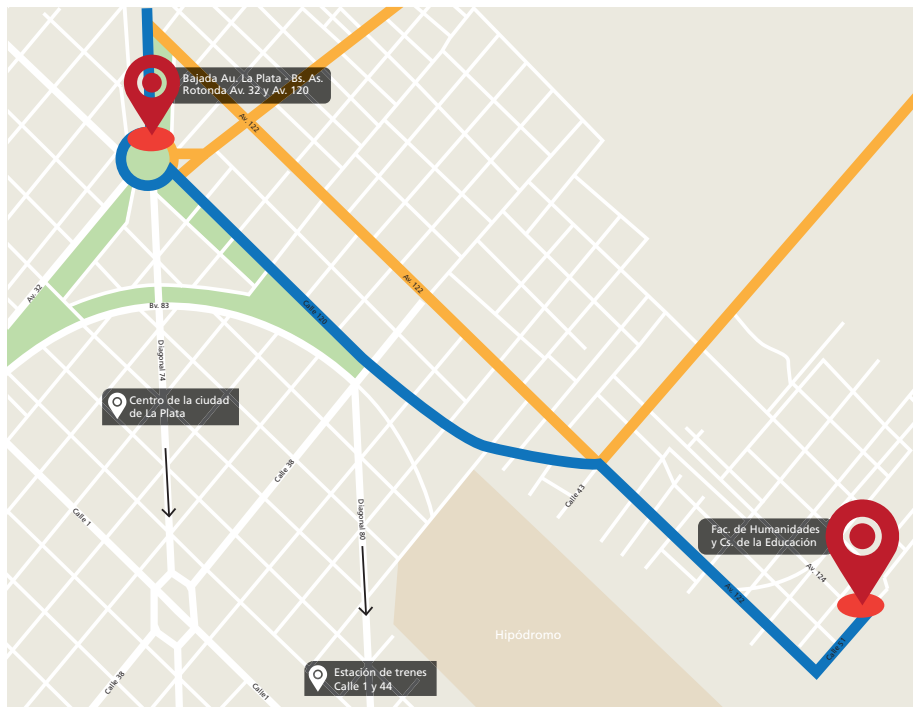 Bajada Au. La Plata - Bs. As.
Rotonda Av. 32 y Av. 120
Av. 122
Av. 122
Av. 32
Bv. 83
Calle 120
Diagonal 74
Centro de la ciudad
de La Plata
Calle 38
Calle 1
Calle 43
Diagonal 80
Fac. de Humanidades
y Cs. de la Educación
Av. 124
Av. 122
Hipódromo
Calle 51
Estación de trenes
Calle 1 y 44
Calle 38
Calle1